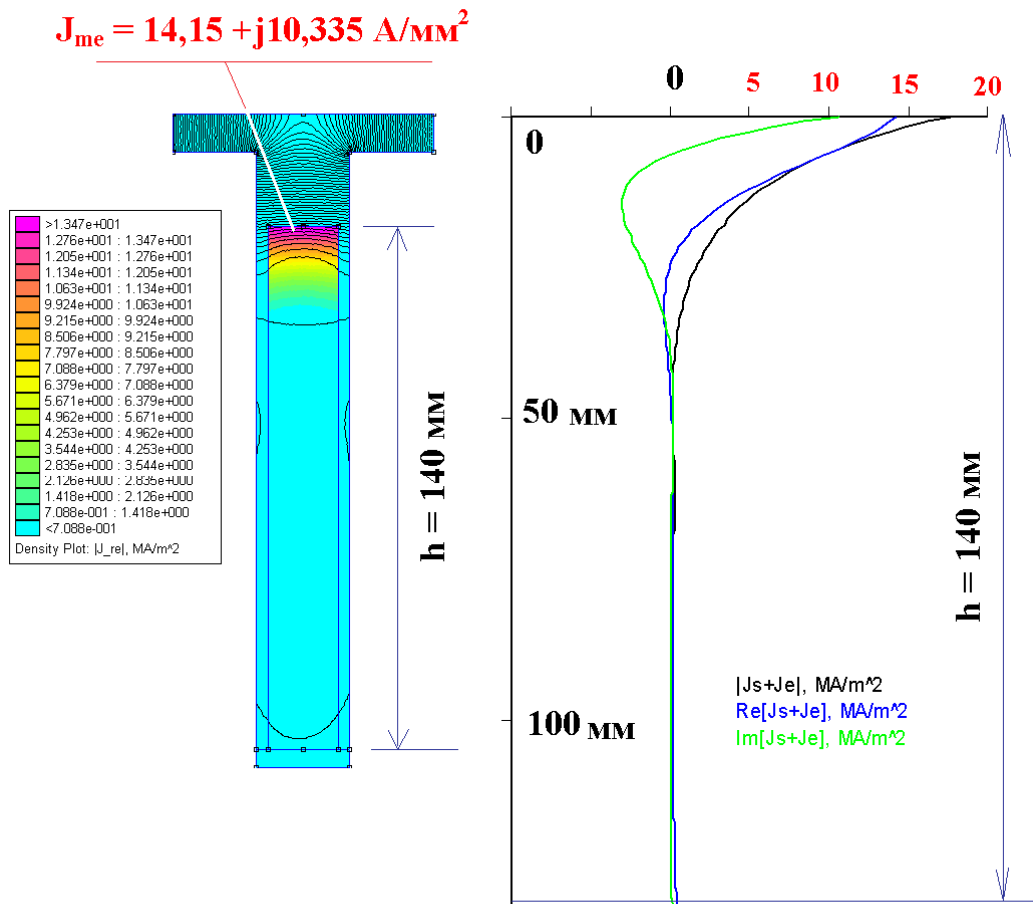 J_me = 14,15 +j10,335 А/мм²
0
5
10
15
20
0
>1.347e+001
1.276e+001 : 1.347e+001
1.205e+001 : 1.276e+001
1.134e+001 : 1.205e+001
1.063e+001 : 1.134e+001
9.924e+000 : 1.063e+001
9.215e+000 : 9.924e+000
8.506e+000 : 9.215e+000
7.797e+000 : 8.506e+000
7.088e+000 : 7.797e+000
6.379e+000 : 7.088e+000
5.671e+000 : 6.379e+000
4.962e+000 : 5.671e+000
4.253e+000 : 4.962e+000
3.544e+000 : 4.253e+000
2.835e+000 : 3.544e+000
2.126e+000 : 2.835e+000
1.418e+000 : 2.126e+000
7.088e-001 : 1.418e+000
<7.088e-001
Density Plot: |J_re|, MA/m^2
h = 140 мм
50 мм
100 мм
|Js+Je|, MA/m^2
Re[Js+Je], MA/m^2
Im[Js+Je], MA/m^2
h = 140 мм